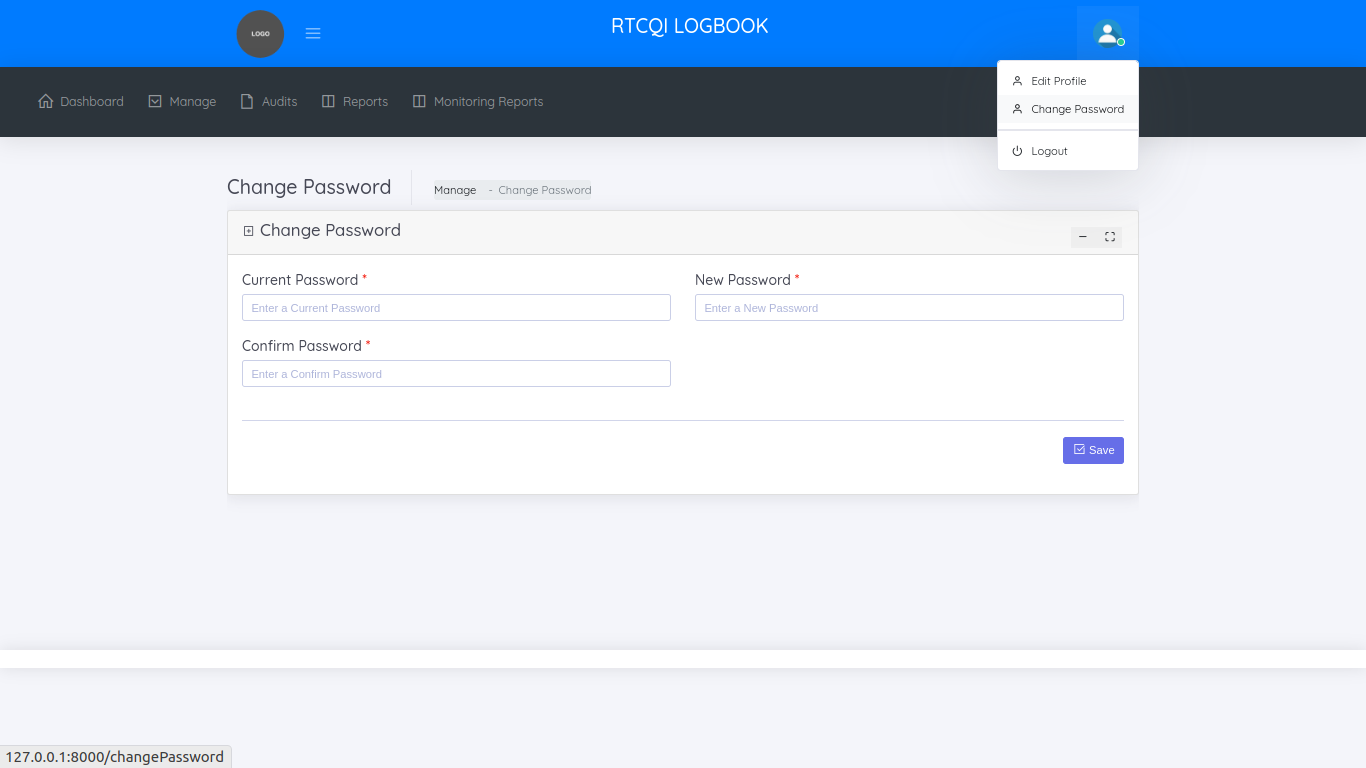 LOGO
RTCQI LOGBOOK
Edit Profile
Change Password
Logout
Dashboard Manage Audits Reports Monitoring Reports
Change Password
Manage - Change Password
Change Password
Current Password *
Enter a Current Password
New Password *
Enter a New Password
Confirm Password *
Enter a Confirm Password
Save
127.0.0.1:8000/changePassword